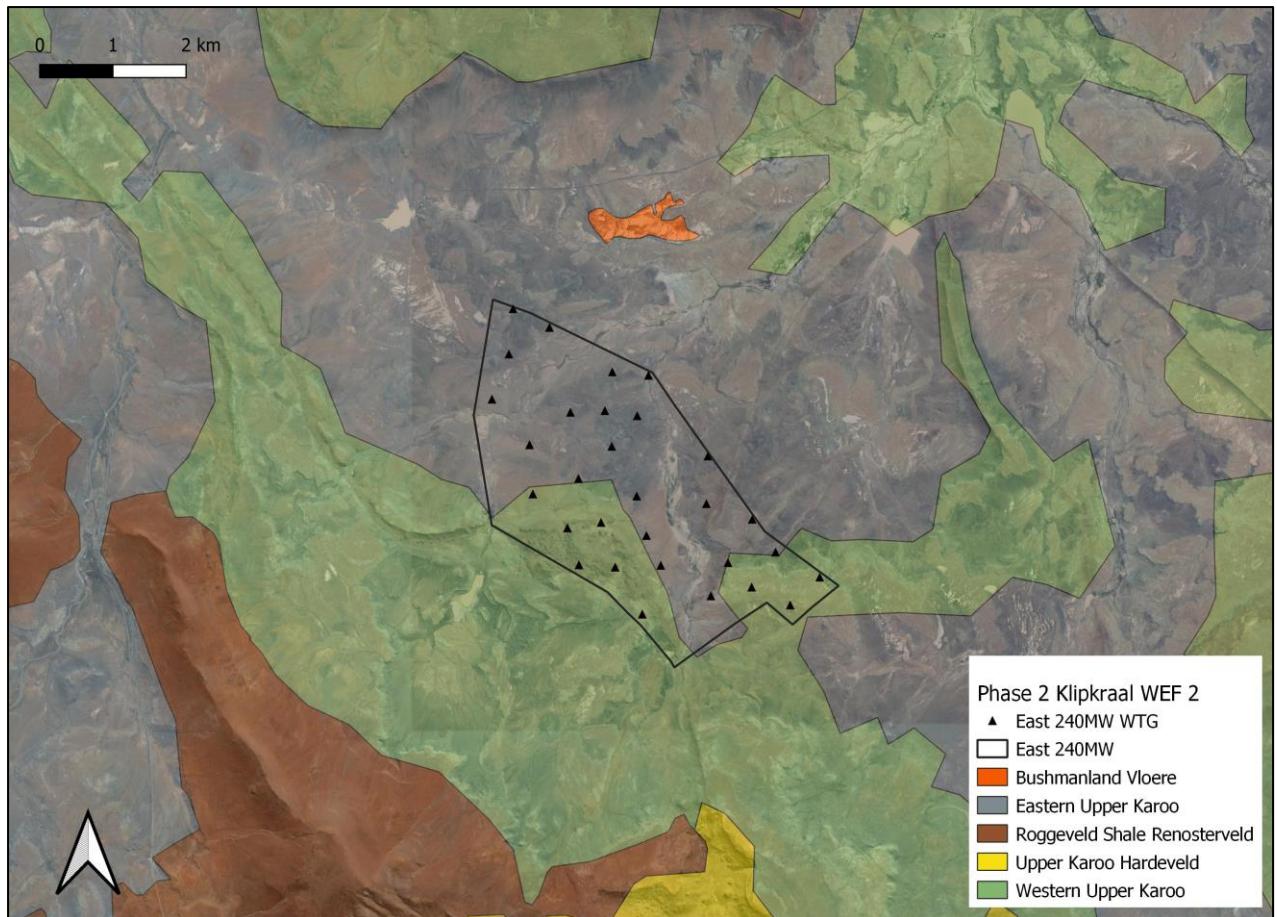 0 1 2 km
Phase 2 Klipkraal WEF 2
East 240MW WTG
East 240MW
Bushmanland Vloere
Eastern Upper Karoo
Roggeveld Shale Renosterveld
Upper Karoo Hardeveld
Western Upper Karoo